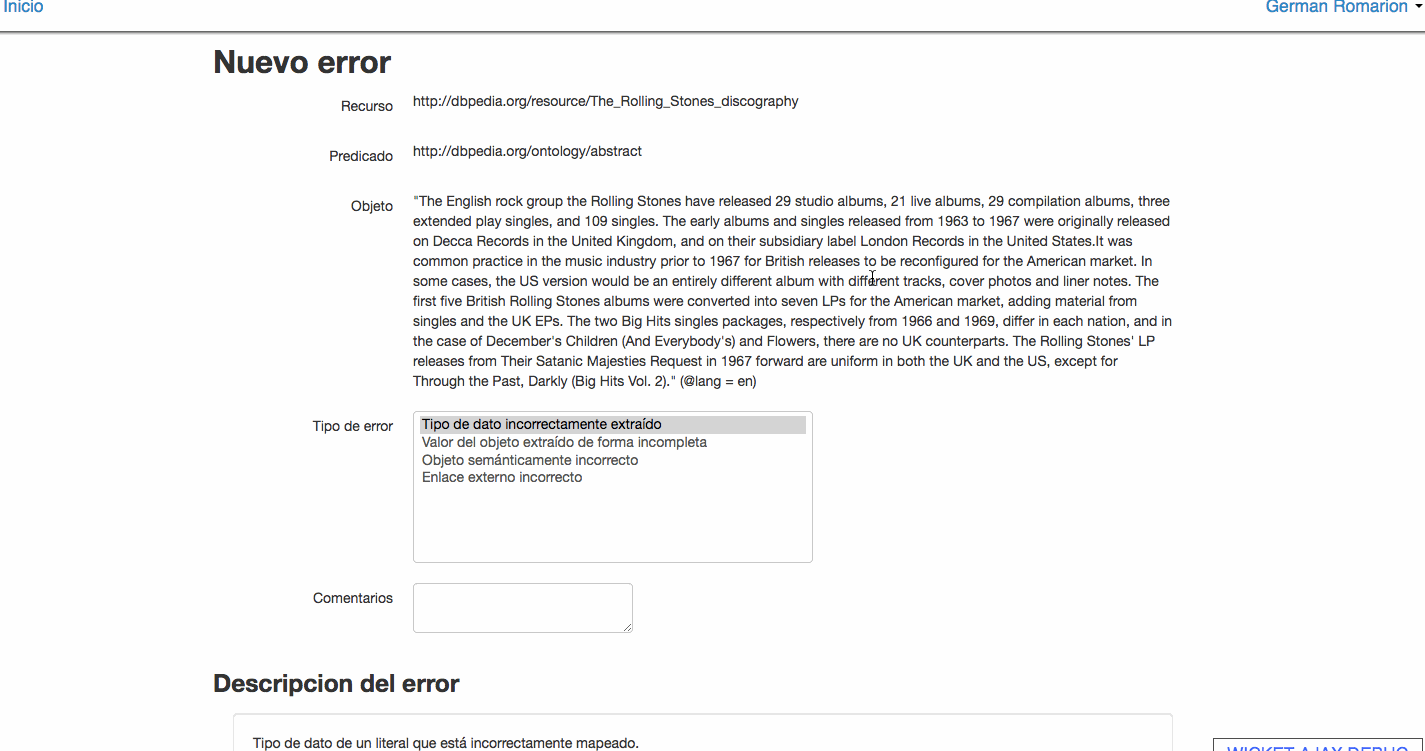 Inicio
German Romarion
Nuevo error
Recurso
http://dbpedia.org/resource/The_Rolling_Stones_discography
Predicado
http://dbpedia.org/ontology/abstract
Objeto
"The English rock group the Rolling Stones have released 29 studio albums, 21 live albums, 29 compilation albums, three
extended play singles, and 109 singles. The early albums and singles released from 1963 to 1967 were originally released
on Decca Records in the United Kingdom, and on their subsidiary label London Records in the United States.It was
common practice in the music industry prior to 1967 for British releases to be reconfigured for the American market. In
some cases, the US version would be an entirely different album with different tracks, cover photos and liner notes. The
first five British Rolling Stones albums were converted into seven LPs for the American market, adding material from
singles and the UK EPs. The two Big Hits singles packages, respectively from 1966 and 1969, differ in each nation, and in
the case of December's Children (And Everybody's) and Flowers, there are no UK counterparts. The Rolling Stones' LP
releases from Their Satanic Majesties Request in 1967 forward are uniform in both the UK and the US, except for
Through the Past, Darkly (Big Hits Vol. 2)." (@lang = en)
Tipo de error
Tipo de dato incorrectamente extraído
Valor del objeto extraído de forma incompleta
Objeto semánticamente incorrecto
Enlace externo incorrecto
Comentarios
Descripcion del error
Tipo de dato de un literal que está incorrectamente mapeado.
WICKET AJAX DEBUG